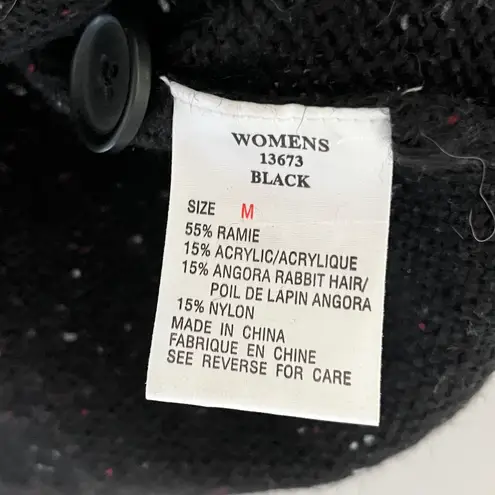 WOMENS
13673
BLACK
SIZE M
55% RAMIE
15% ACRYLIC/ACRYLIQUE
15% ANGORA RABBIT HAIR/
POIL DE LAPIN ANGORA
15% NYLON
MADE IN CHINA
FABRIQUE EN CHINE
SEE REVERSE FOR CARE